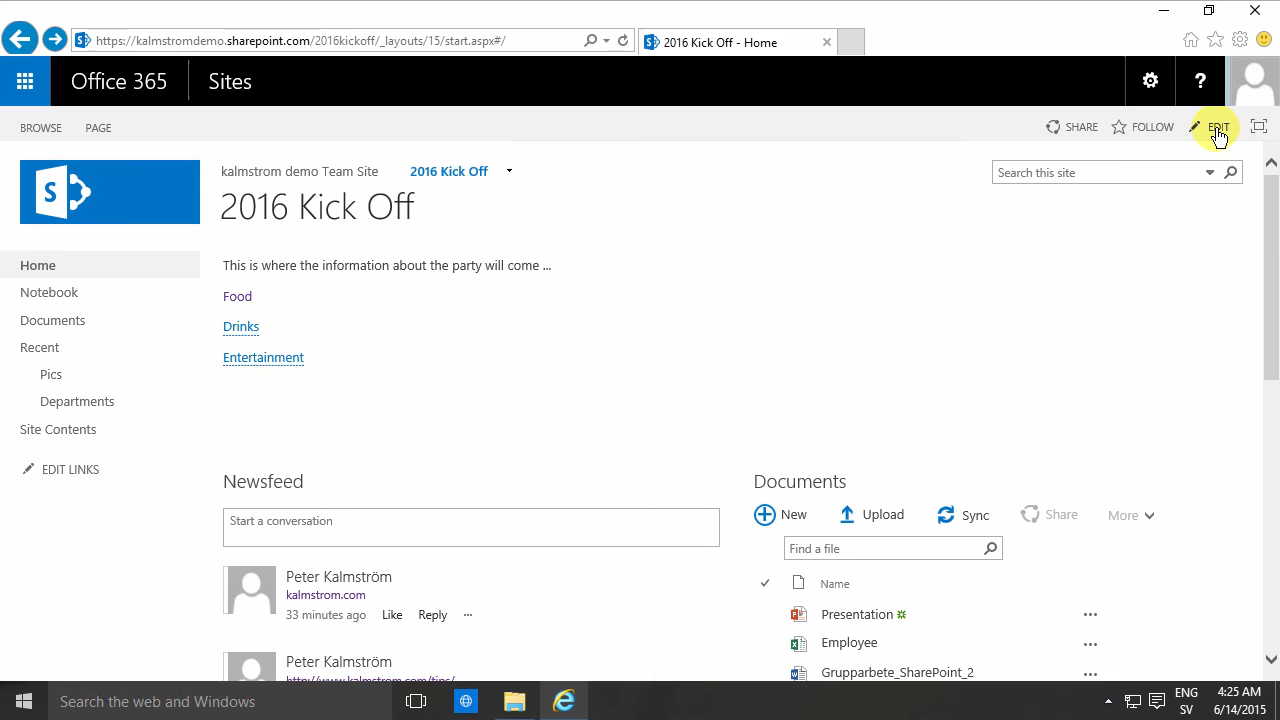 https://kalmstromdemo.sharepoint.com/2016kickoff/_layouts/15/start.aspx#/
2016 Kick Off - Home
Office 365
Sites
?
BROWSE
PAGE
SHARE
FOLLOW
EDIT
S
kalmstrom demo Team Site
2016 Kick Off
Search this site
2016 Kick Off
Home
Notebook
Documents
Recent
Pics
Departments
Site Contents
EDIT LINKS
This is where the information about the party will come ...
Food
Drinks
Entertainment
Newsfeed
Start a conversation
Peter Kalmström
kalmstrom.com
33 minutes ago Like Reply ...
Peter Kalmström
http://www.kalmstrom.com/tips/
Documents
New
Upload
Sync
Share
More
Find a file
Name
Presentation
Employee
Grupparbete_SharePoint_2
Search the web and Windows
ENG
SV
4:25 AM
6/14/2015